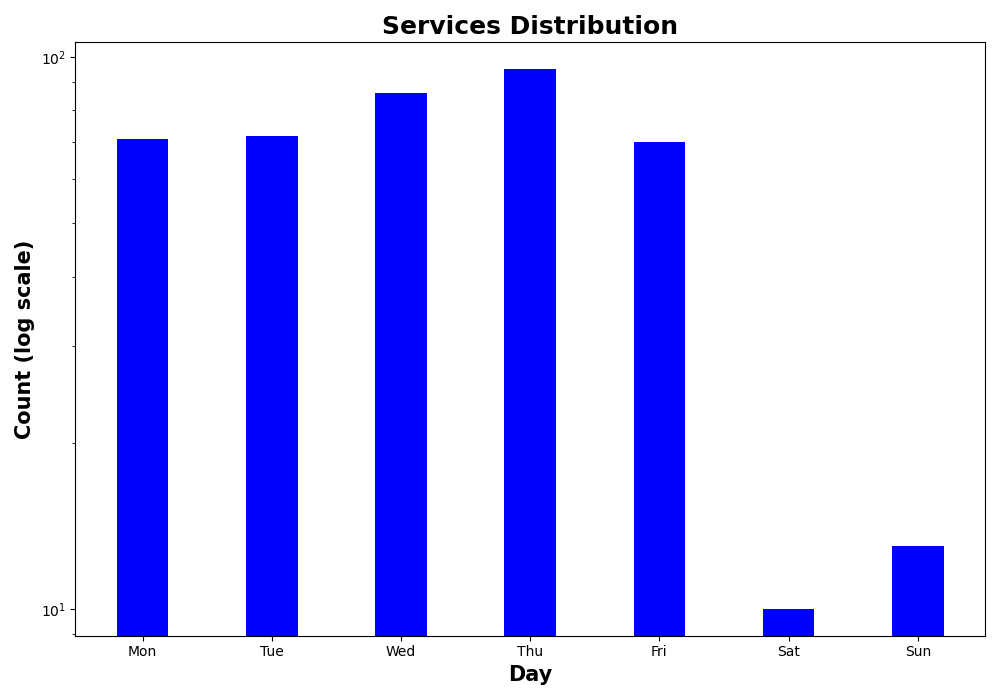 Services Distribution
10²
10¹
Count (log scale)
Mon Tue Wed Thu Fri Sat Sun
Day